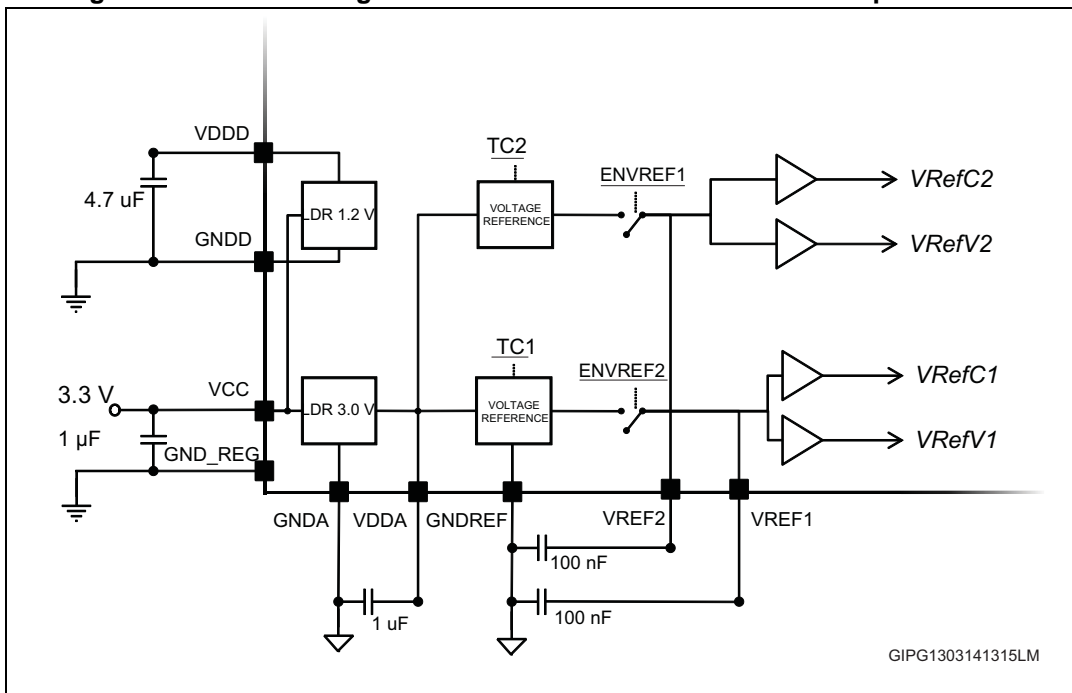 VDDD
TC2
ENVREF1
VRefC2
4.7 uF
LDR 1.2 V
VOLTAGE
REFERENCE
VRefV2
GNDD
TC1
ENVREF2
VRefC1
3.3 V
VCC
LDR 3.0 V
VOLTAGE
REFERENCE
1 µF
GND_REG
VRefV1
GNDA
VDDA
GNDREF
VREF2
VREF1
100 nF
1 uF
100 nF
GIPG1303141315LM